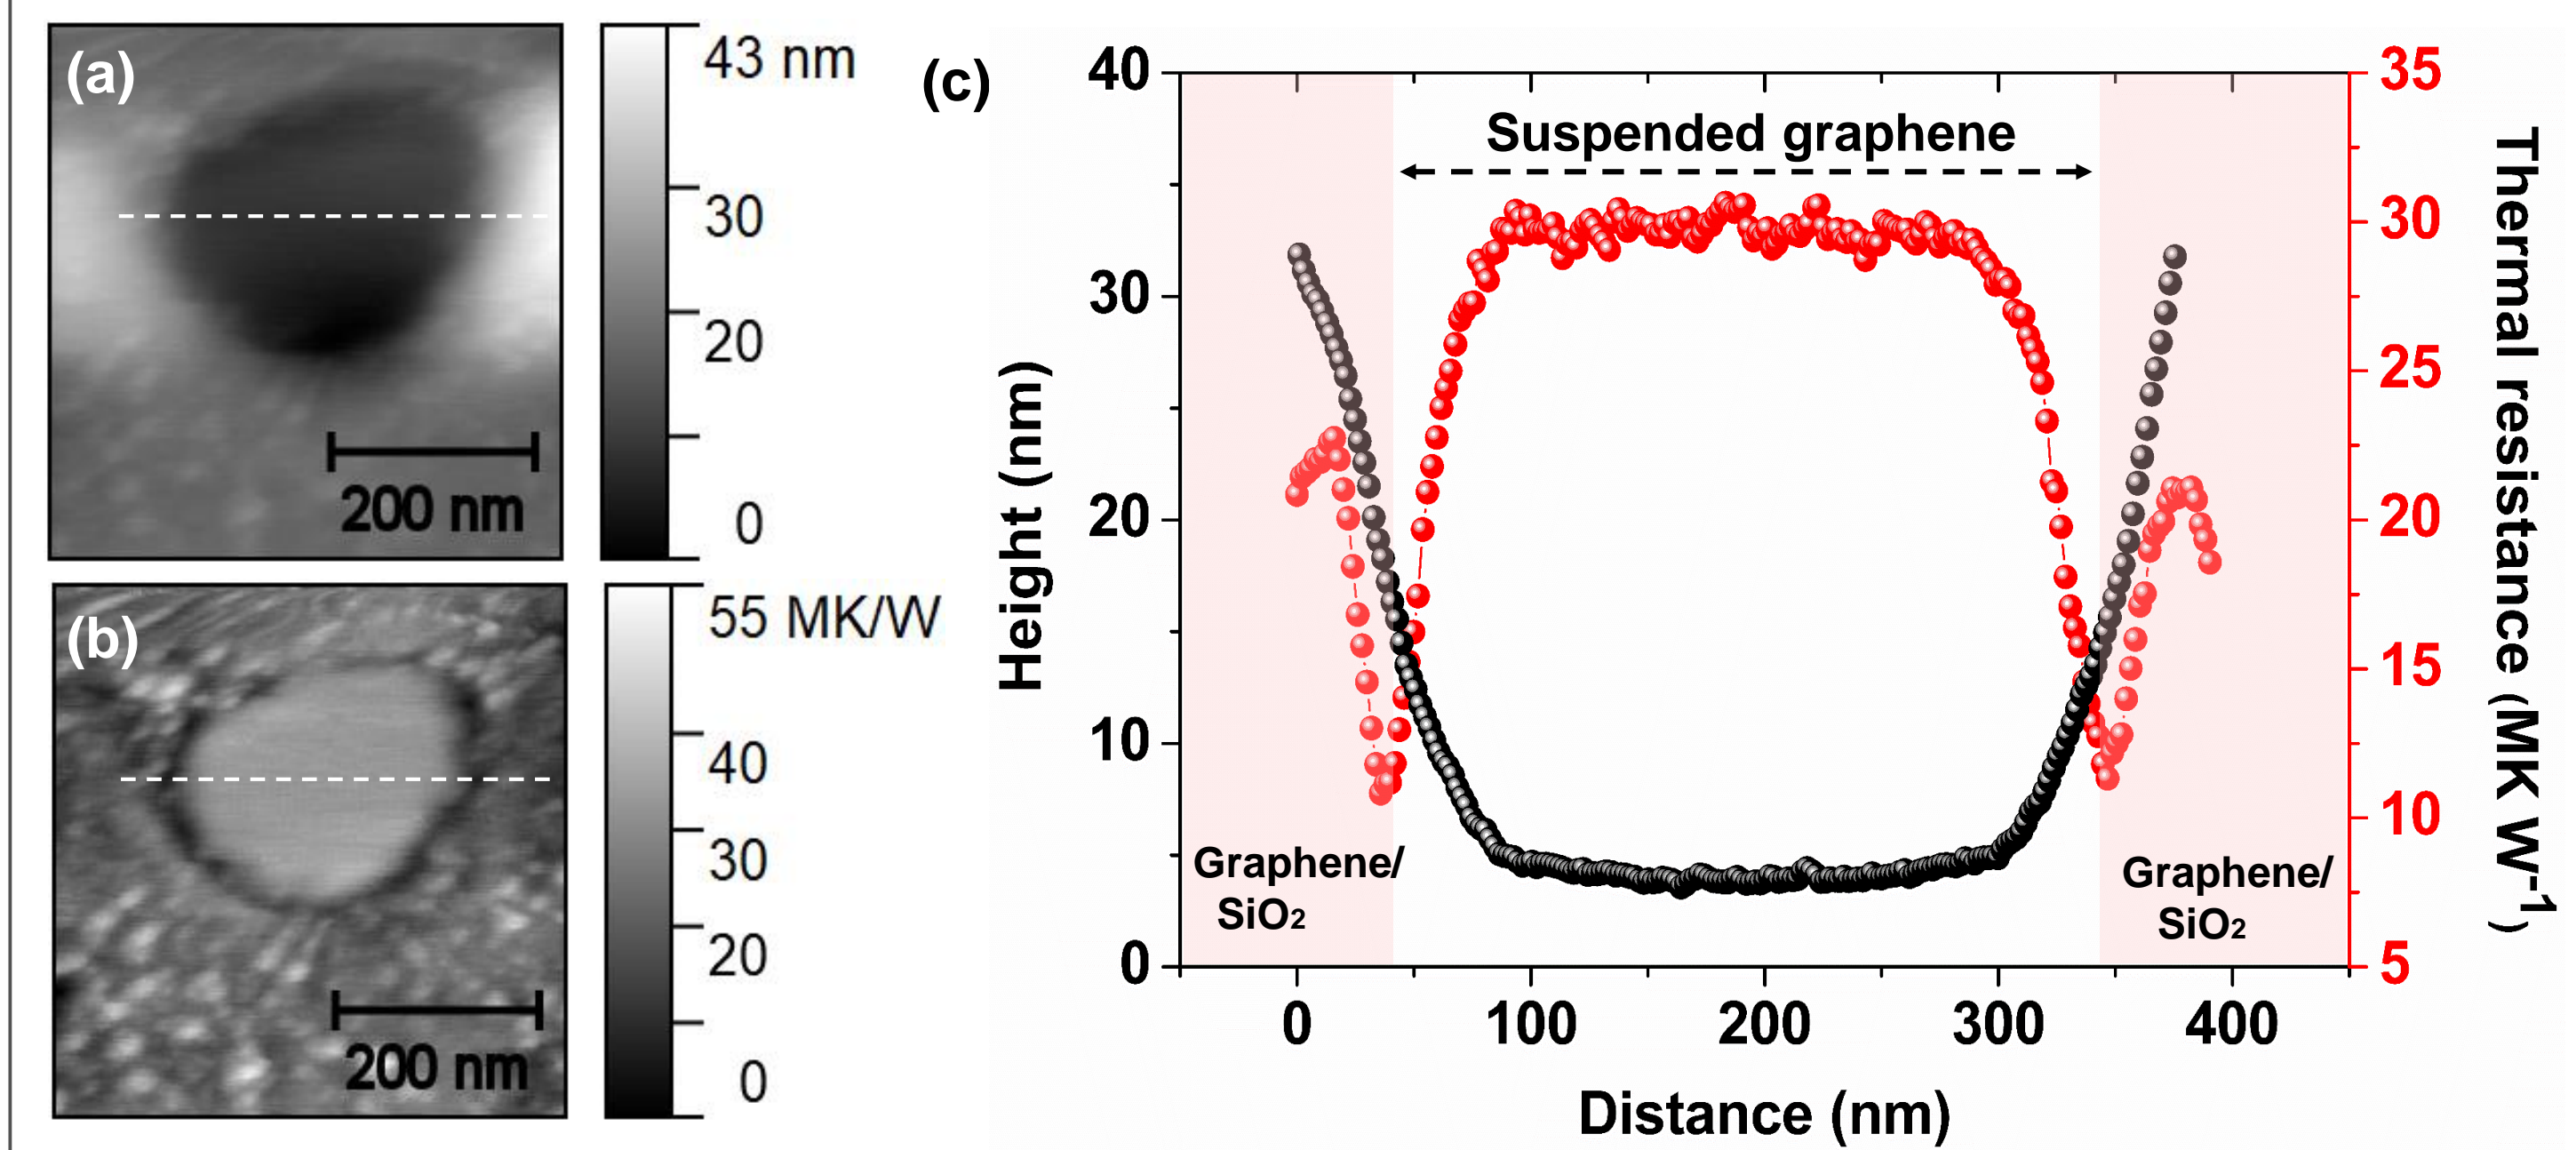 (a)
43 nm
30
20
0
200 nm
(b)
55 MK/W
40
30
20
0
200 nm
(c)
40
30
20
10
0
Height (nm)
Suspended graphene
Graphene/
SiO₂
Graphene/
SiO₂
35
30
25
20
15
10
5
Thermal resistance (MK W⁻¹)
0 100 200 300 400
Distance (nm)